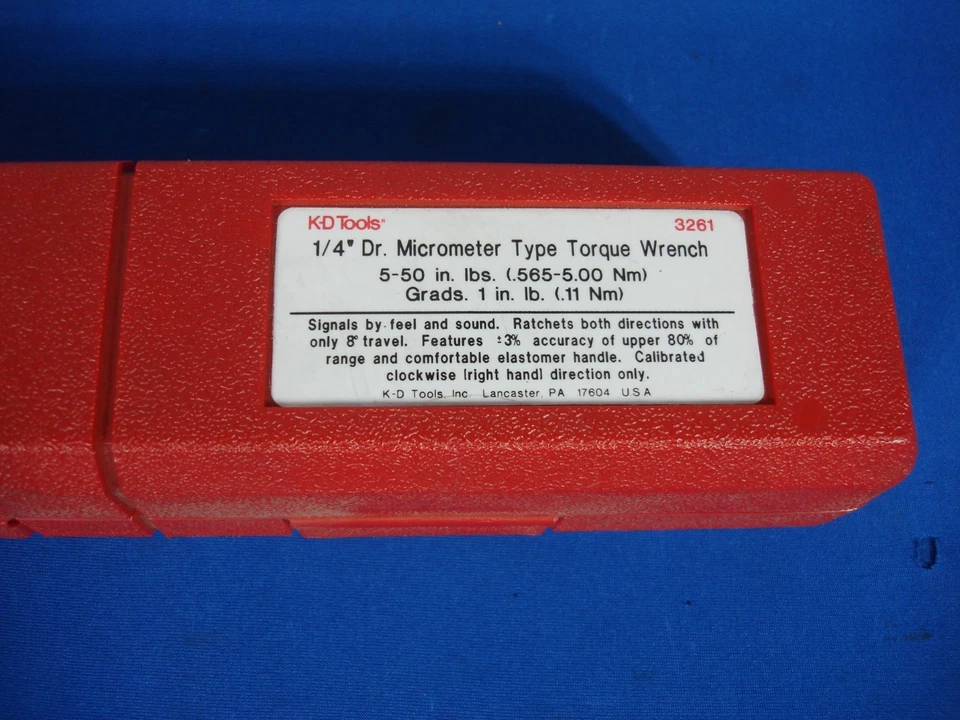 K-D Tools™ 3261
1/4" Dr. Micrometer Type Torque Wrench
5-50 in. lbs. (.565-5.00 Nm)
Grads. 1 in. lb. (.11 Nm)
Signals by feel and sound. Ratchets both directions with
only 8° travel. Features ±3% accuracy of upper 80% of
range and comfortable elastomer handle. Calibrated
clockwise (right hand) direction only.
K-D Tools, Inc. Lancaster, PA 17604 USA